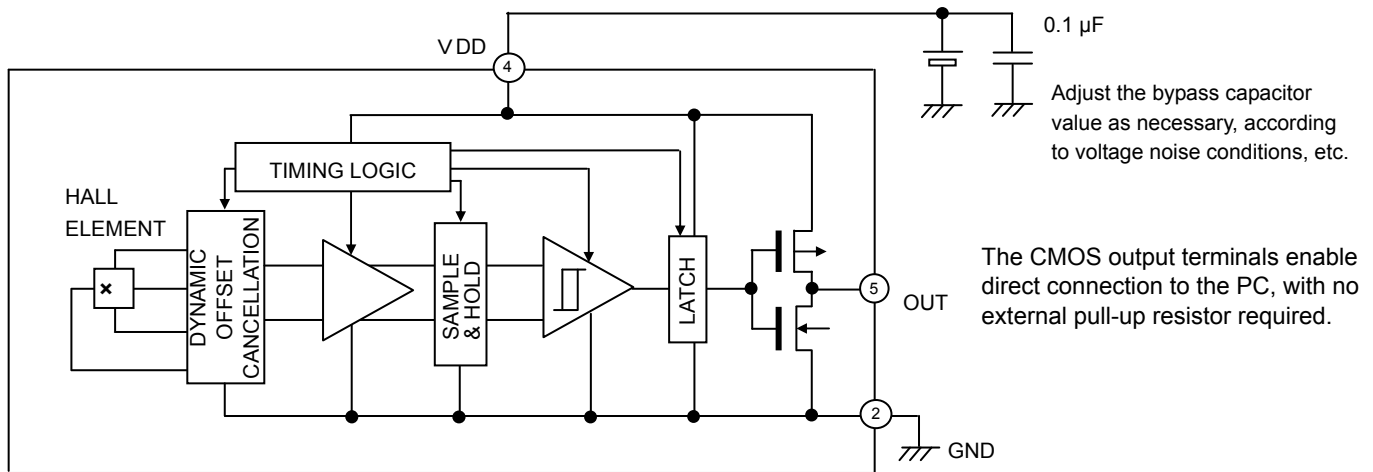 0.1 µF
VDD
4
Adjust the bypass capacitor
value as necessary, according
to voltage noise conditions, etc.
TIMING LOGIC
HALL
ELEMENT
DYNAMIC
OFFSET
CANCELLATION
×
SAMPLE
& HOLD
LATCH
The CMOS output terminals enable
direct connection to the PC, with no
external pull-up resistor required.
5
OUT
2
GND